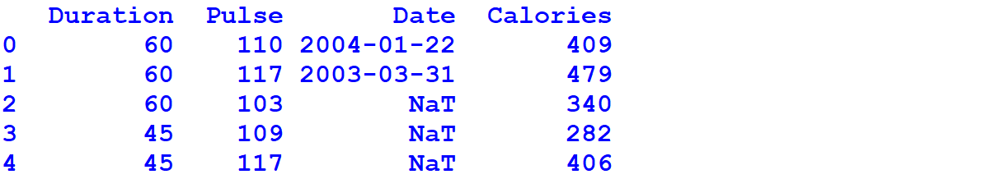 Duration Pulse Date Calories
0 60 110 2004-01-22 409
1 60 117 2003-03-31 479
2 60 103 NaT 340
3 45 109 NaT 282
4 45 117 NaT 406